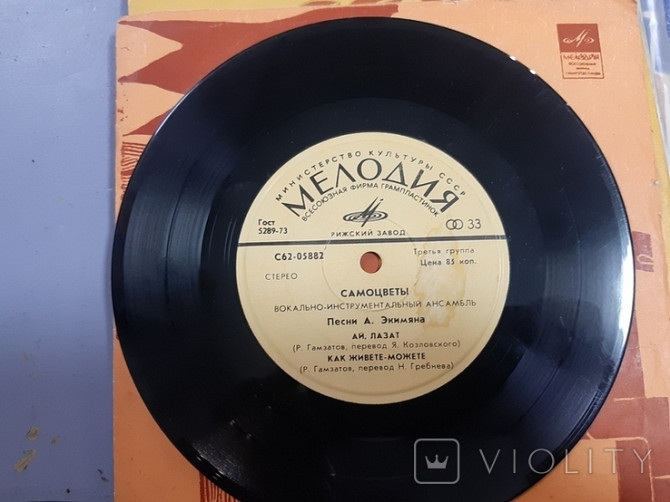 МИНИСТЕРСТВО КУЛЬТУРЫ СССР
МЕЛОДИЯ
ВСЕСОЮЗНАЯ ФИРМА ГРАМПЛАСТИНОК
Гост
5289-73
33
РИЖСКИЙ ЗАВОД
С62-05882
Третья группа
Цена 85 коп.
СТЕРЕО
САМОЦВЕТЫ
ВОКАЛЬНО-ИНСТРУМЕНТАЛЬНЫЙ АНСАМБЛЬ
Песни А. Экимяна
АЙ, ЛАЗАТ
(Р. Гамзатов, перевод Я. Козловского)
КАК ЖИВЕТЕ-МОЖЕТЕ
(Р. Гамзатов, перевод Н. Гребнева)
VIOLITY